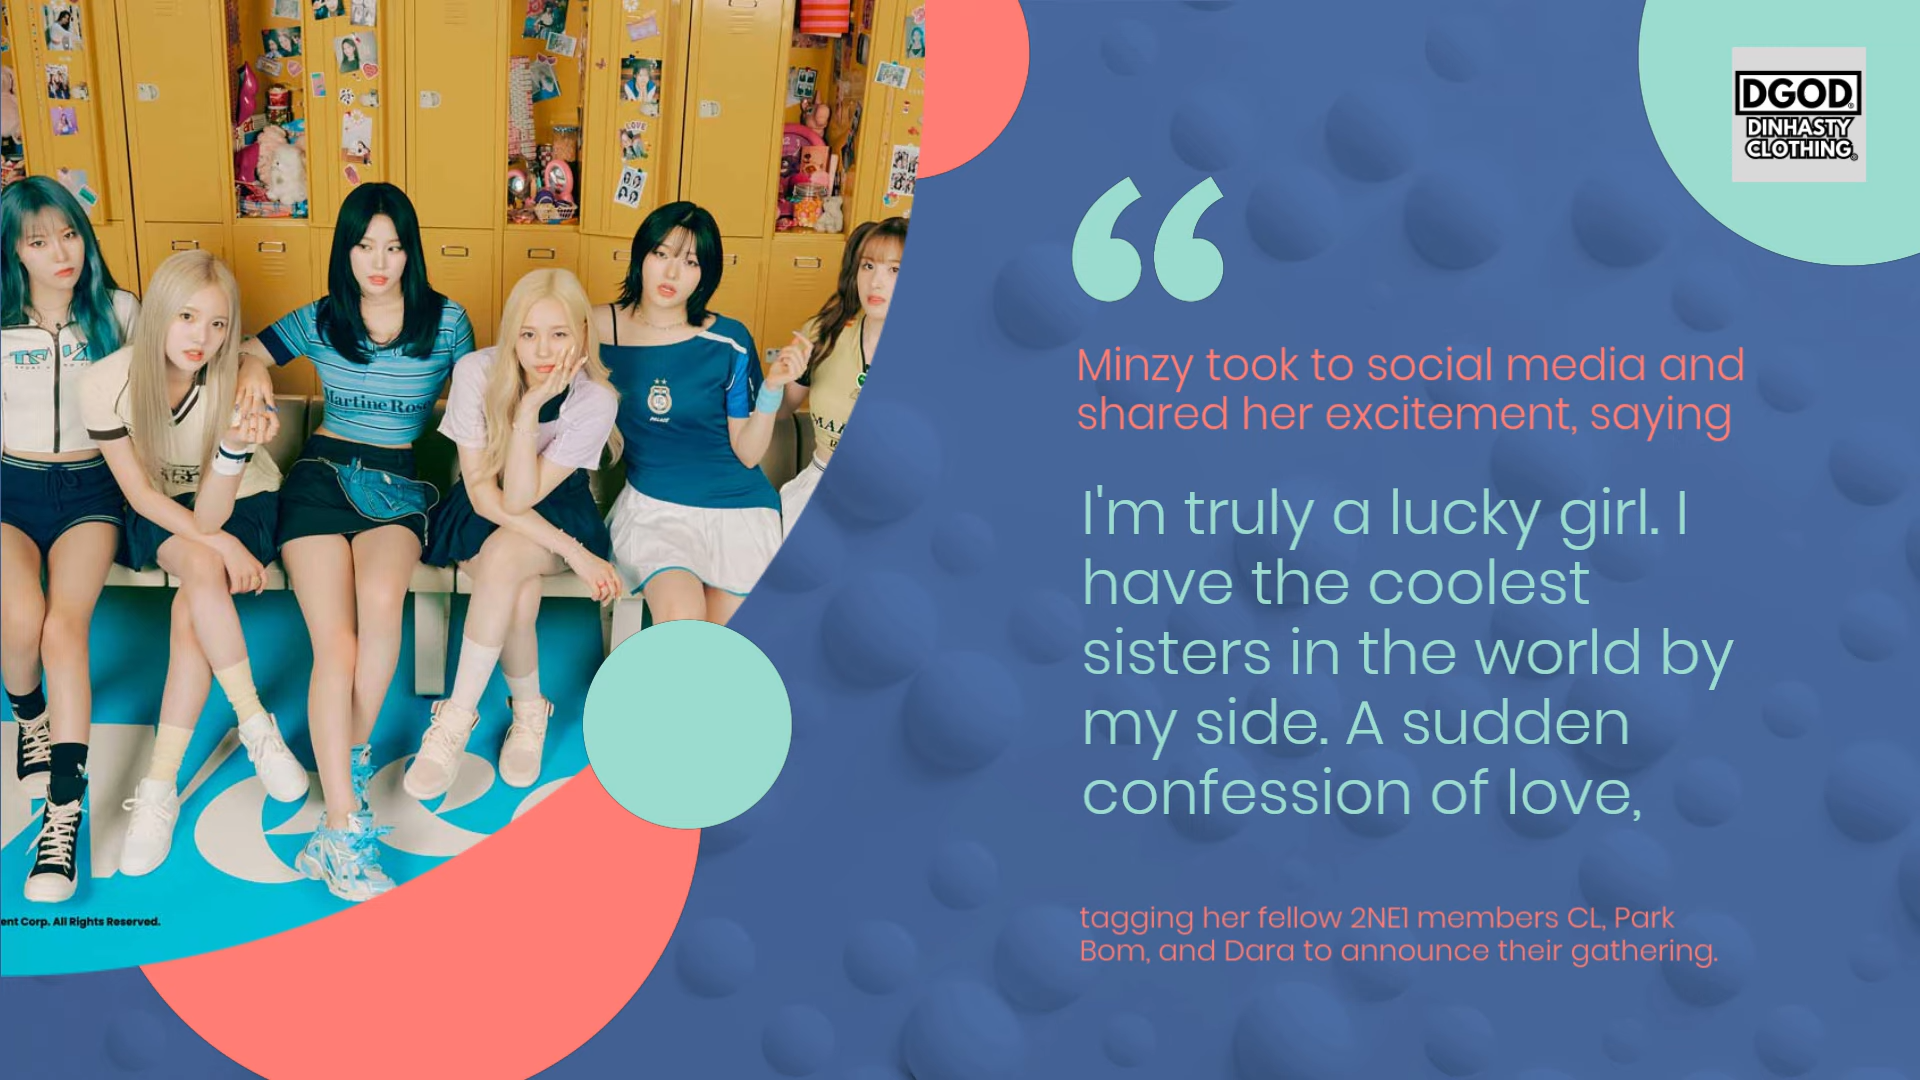 DGOD®
DINHASTY
CLOTHING®
“
Minzy took to social media and
shared her excitement, saying
I'm truly a lucky girl. I
have the coolest
sisters in the world by
my side. A sudden
confession of love,
tagging her fellow 2NE1 members CL, Park
Bom, and Dara to announce their gathering.
Martine Rose
PALACE
LOVE
ent Corp. All Rights Reserved.